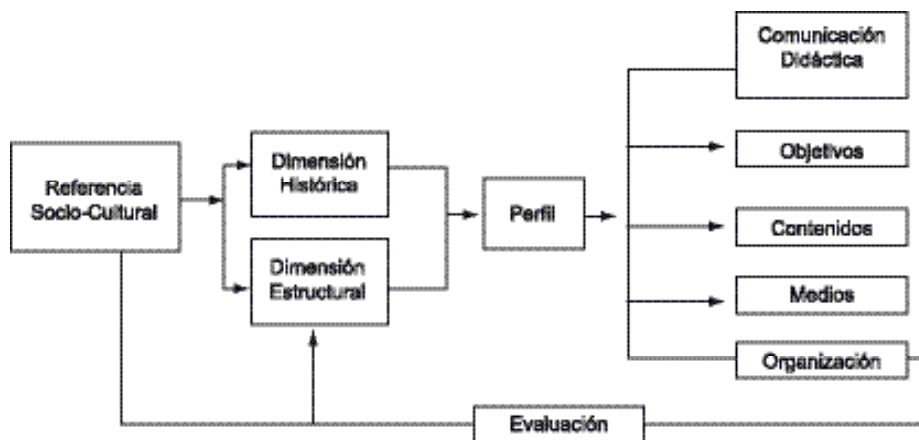 Comunicación
Didáctica
Objetivos
Dimensión
Histórica
Referencia
Socio-Cultural
Perfil
Contenidos
Dimensión
Estructural
Medios
Organización
Evaluación